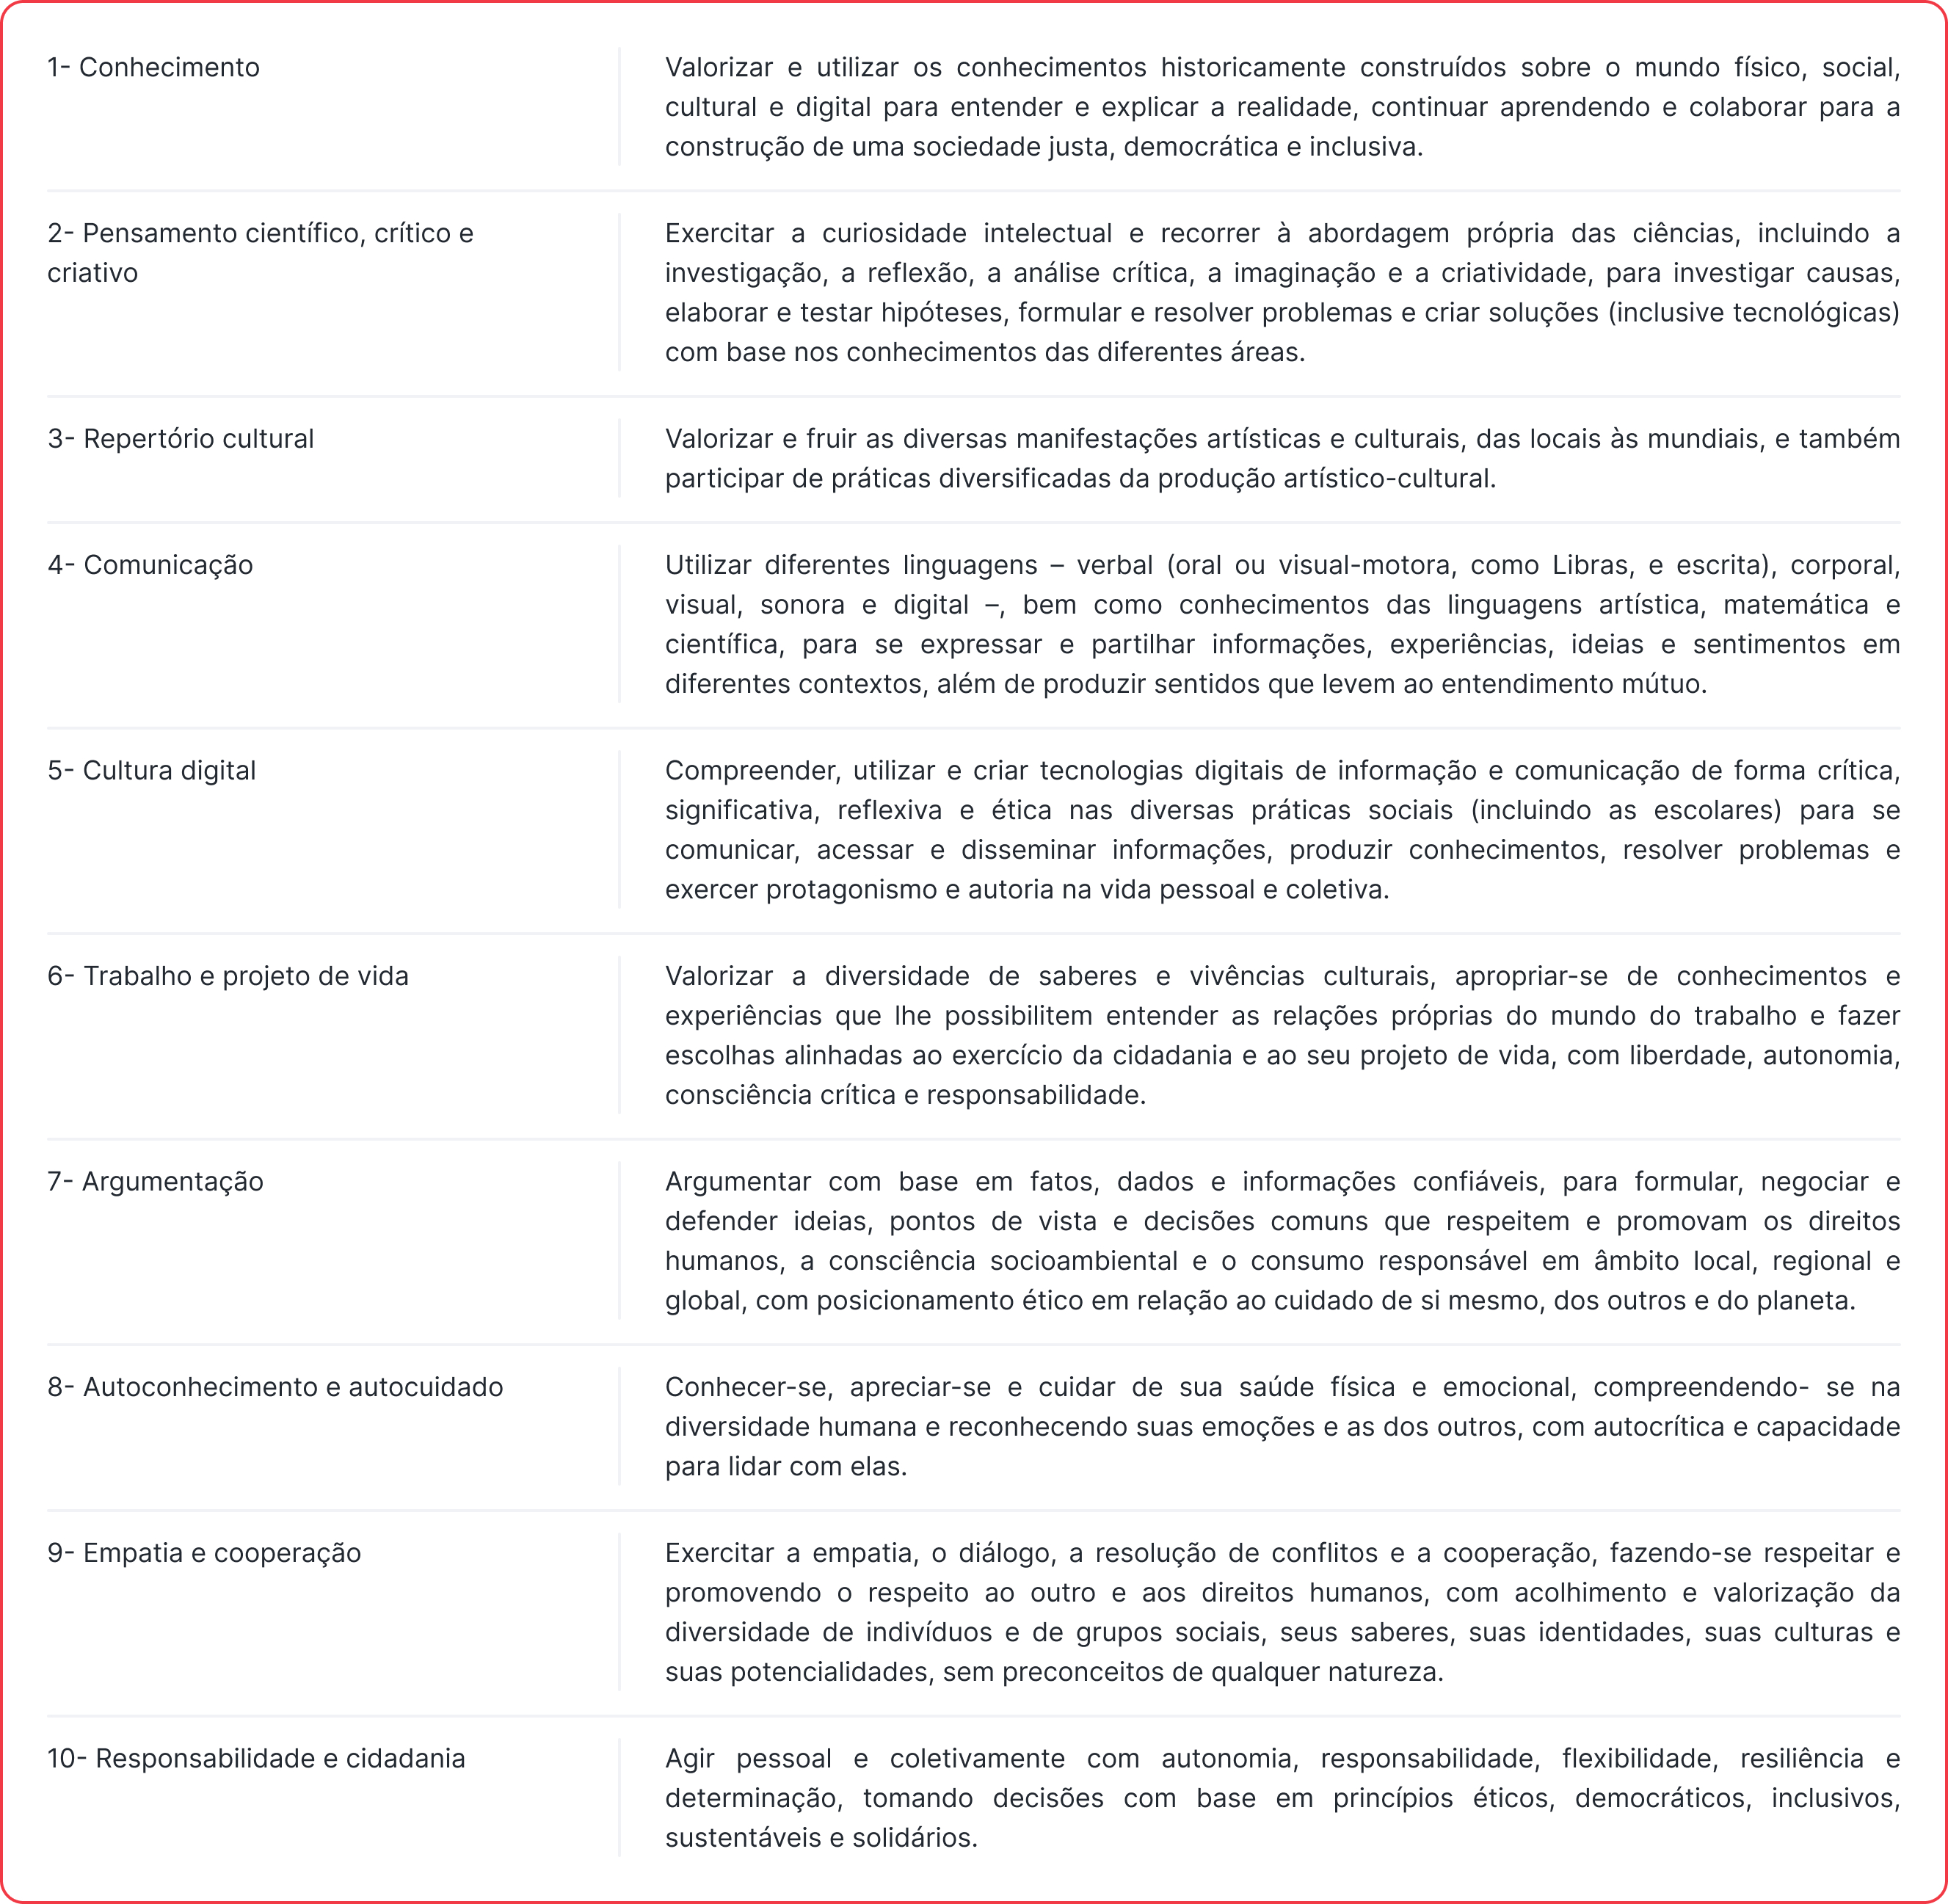 1- Conhecimento
Valorizar e utilizar os conhecimentos historicamente construídos sobre o mundo físico, social,
cultural e digital para entender e explicar a realidade, continuar aprendendo e colaborar para a
construção de uma sociedade justa, democrática e inclusiva.
2- Pensamento científico, crítico e
criativo
Exercitar a curiosidade intelectual e recorrer à abordagem própria das ciências, incluindo a
investigação, a reflexão, a análise crítica, a imaginação e a criatividade, para investigar causas,
elaborar e testar hipóteses, formular e resolver problemas e criar soluções (inclusive tecnológicas)
com base nos conhecimentos das diferentes áreas.
3- Repertório cultural
Valorizar e fruir as diversas manifestações artísticas e culturais, das locais às mundiais, e também
participar de práticas diversificadas da produção artístico-cultural.
4- Comunicação
Utilizar diferentes linguagens – verbal (oral ou visual-motora, como Libras, e escrita), corporal,
visual, sonora e digital –, bem como conhecimentos das linguagens artística, matemática e
científica, para se expressar e partilhar informações, experiências, ideias e sentimentos em
diferentes contextos, além de produzir sentidos que levem ao entendimento mútuo.
5- Cultura digital
Compreender, utilizar e criar tecnologias digitais de informação e comunicação de forma crítica,
significativa, reflexiva e ética nas diversas práticas sociais (incluindo as escolares) para se
comunicar, acessar e disseminar informações, produzir conhecimentos, resolver problemas e
exercer protagonismo e autoria na vida pessoal e coletiva.
6- Trabalho e projeto de vida
Valorizar a diversidade de saberes e vivências culturais, apropriar-se de conhecimentos e
experiências que lhe possibilitem entender as relações próprias do mundo do trabalho e fazer
escolhas alinhadas ao exercício da cidadania e ao seu projeto de vida, com liberdade, autonomia,
consciência crítica e responsabilidade.
7- Argumentação
Argumentar com base em fatos, dados e informações confiáveis, para formular, negociar e
defender ideias, pontos de vista e decisões comuns que respeitem e promovam os direitos
humanos, a consciência socioambiental e o consumo responsável em âmbito local, regional e
global, com posicionamento ético em relação ao cuidado de si mesmo, dos outros e do planeta.
8- Autoconhecimento e autocuidado
Conhecer-se, apreciar-se e cuidar de sua saúde física e emocional, compreendendo- se na
diversidade humana e reconhecendo suas emoções e as dos outros, com autocrítica e capacidade
para lidar com elas.
9- Empatia e cooperação
Exercitar a empatia, o diálogo, a resolução de conflitos e a cooperação, fazendo-se respeitar e
promovendo o respeito ao outro e aos direitos humanos, com acolhimento e valorização da
diversidade de indivíduos e de grupos sociais, seus saberes, suas identidades, suas culturas e
suas potencialidades, sem preconceitos de qualquer natureza.
10- Responsabilidade e cidadania
Agir pessoal e coletivamente com autonomia, responsabilidade, flexibilidade, resiliência e
determinação, tomando decisões com base em princípios éticos, democráticos, inclusivos,
sustentáveis e solidários.